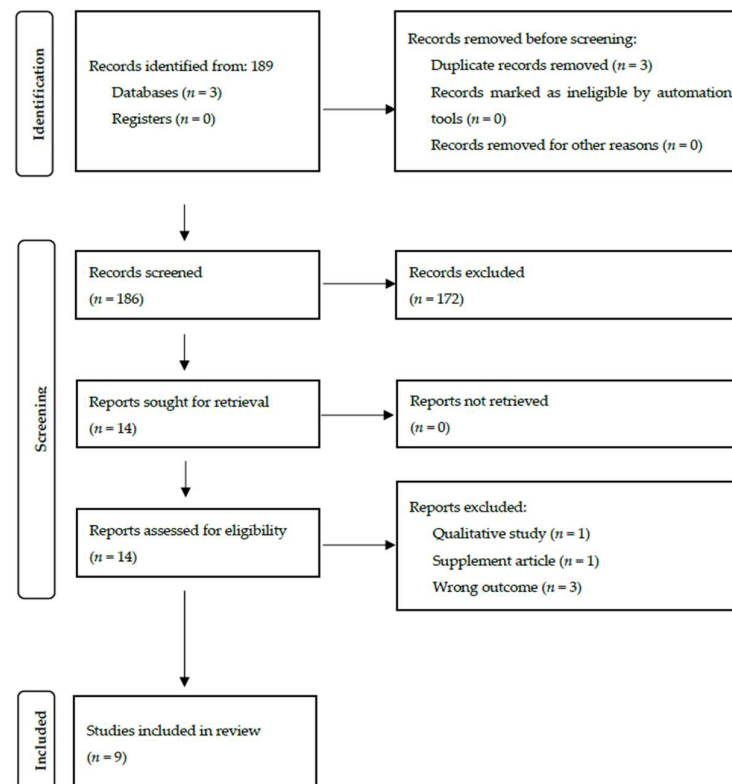 Identification
Records identified from: 189
Databases (n = 3)
Registers (n = 0)
Records removed before screening:
Duplicate records removed (n = 3)
Records marked as ineligible by automation
tools (n = 0)
Records removed for other reasons (n = 0)
Screening
Records screened
(n = 186)
Records excluded
(n = 172)
Reports sought for retrieval
(n = 14)
Reports not retrieved
(n = 0)
Reports assessed for eligibility
(n = 14)
Reports excluded:
Qualitative study (n = 1)
Supplement article (n = 1)
Wrong outcome (n = 3)
Included
Studies included in review
(n = 9)